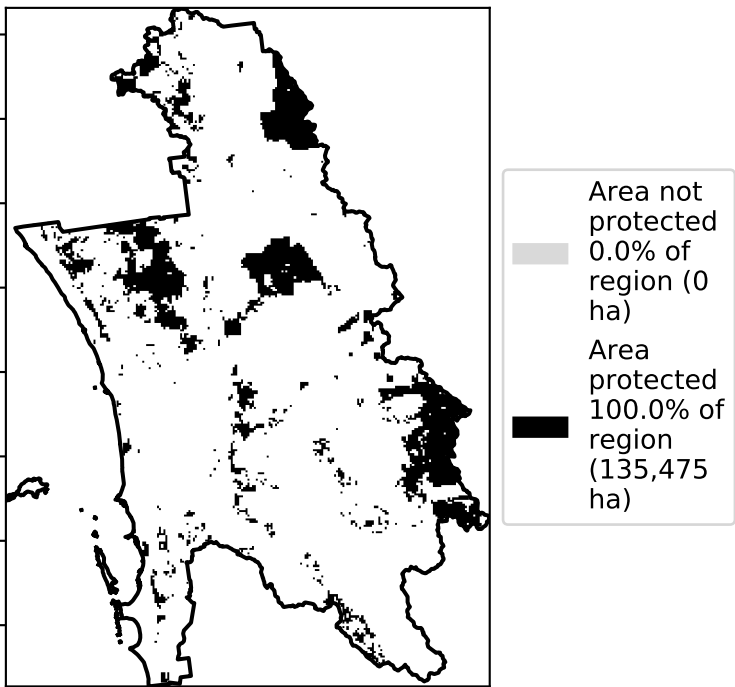 Area not
protected
0.0% of
region (0
ha)
Area
protected
100.0% of
region
(135,475
ha)